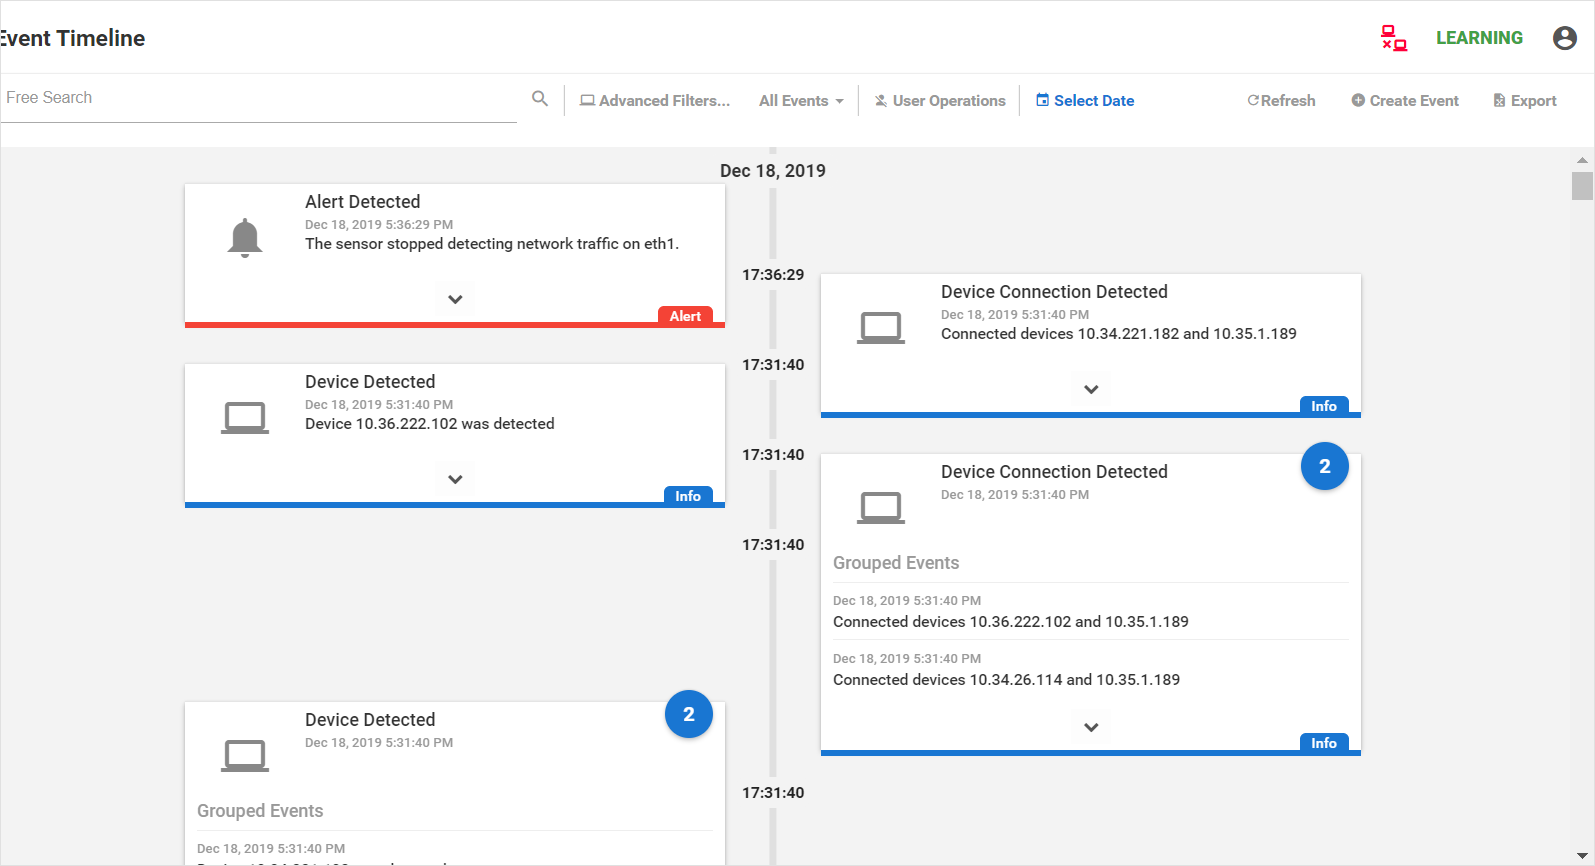 Event Timeline
LEARNING
Free Search
Advanced Filters...
All Events
User Operations
Select Date
Refresh
Create Event
Export
Dec 18, 2019
Alert Detected
Dec 18, 2019 5:36:29 PM
The sensor stopped detecting network traffic on eth1.
Alert
17:36:29
Device Connection Detected
Dec 18, 2019 5:31:40 PM
Connected devices 10.34.221.182 and 10.35.1.189
Info
17:31:40
Device Detected
Dec 18, 2019 5:31:40 PM
Device 10.36.222.102 was detected
Info
17:31:40
2
Device Connection Detected
Dec 18, 2019 5:31:40 PM
Grouped Events
Dec 18, 2019 5:31:40 PM
Connected devices 10.36.222.102 and 10.35.1.189
Dec 18, 2019 5:31:40 PM
Connected devices 10.34.26.114 and 10.35.1.189
Info
17:31:40
2
Device Detected
Dec 18, 2019 5:31:40 PM
Grouped Events
Dec 18, 2019 5:31:40 PM
17:31:40